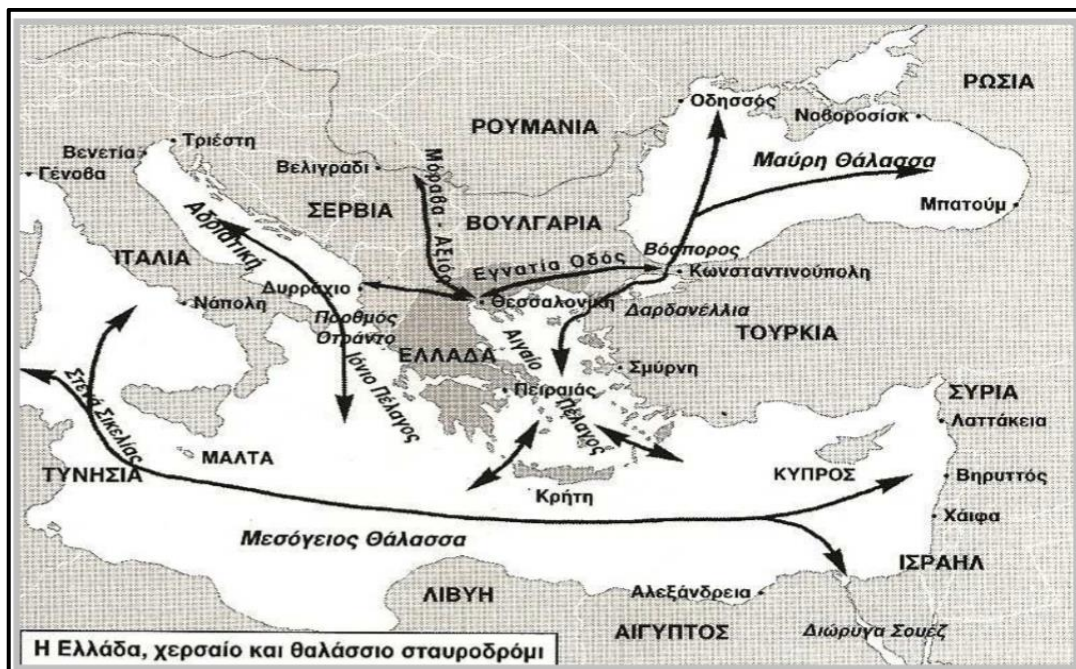 ΡΩΣΙΑ
Οδησσός
Νοβοροσίσκ
ΡΟΥΜΑΝΙΑ
Τριέστη
Βενετία
Γένοβα
Βελιγράδι
Μόραβα - Αξιός
Μαύρη Θάλασσα
ΣΕΡΒΙΑ
ΒΟΥΛΓΑΡΙΑ
Μπατούμ
Αδριατική
ΙΤΑΛΙΑ
Βόσπορος
Εγνατία Οδός
Κωνσταντινούπολη
Δυρράχιο
Νάπολη
Θεσσαλονίκη
Δαρδανέλλια
Πορθμός
Οτράντο
ΤΟΥΡΚΙΑ
ΕΛΛΑΔΑ
Αιγαίο
Πέλαγος
Ιόνιο Πέλαγος
Σμύρνη
Πειραιάς
Στενά Σικελίας
ΣΥΡΙΑ
Λαττάκεια
ΜΑΛΤΑ
ΤΥΝΗΣΙΑ
ΚΥΠΡΟΣ
Βηρυττός
Κρήτη
Χάιφα
Μεσόγειος Θάλασσα
ΙΣΡΑΗΛ
ΛΙΒΥΗ
Αλεξάνδρεια
ΑΙΓΥΠΤΟΣ
Διώρυγα Σουέζ
Η Ελλάδα, χερσαίο και θαλάσσιο σταυροδρόμι